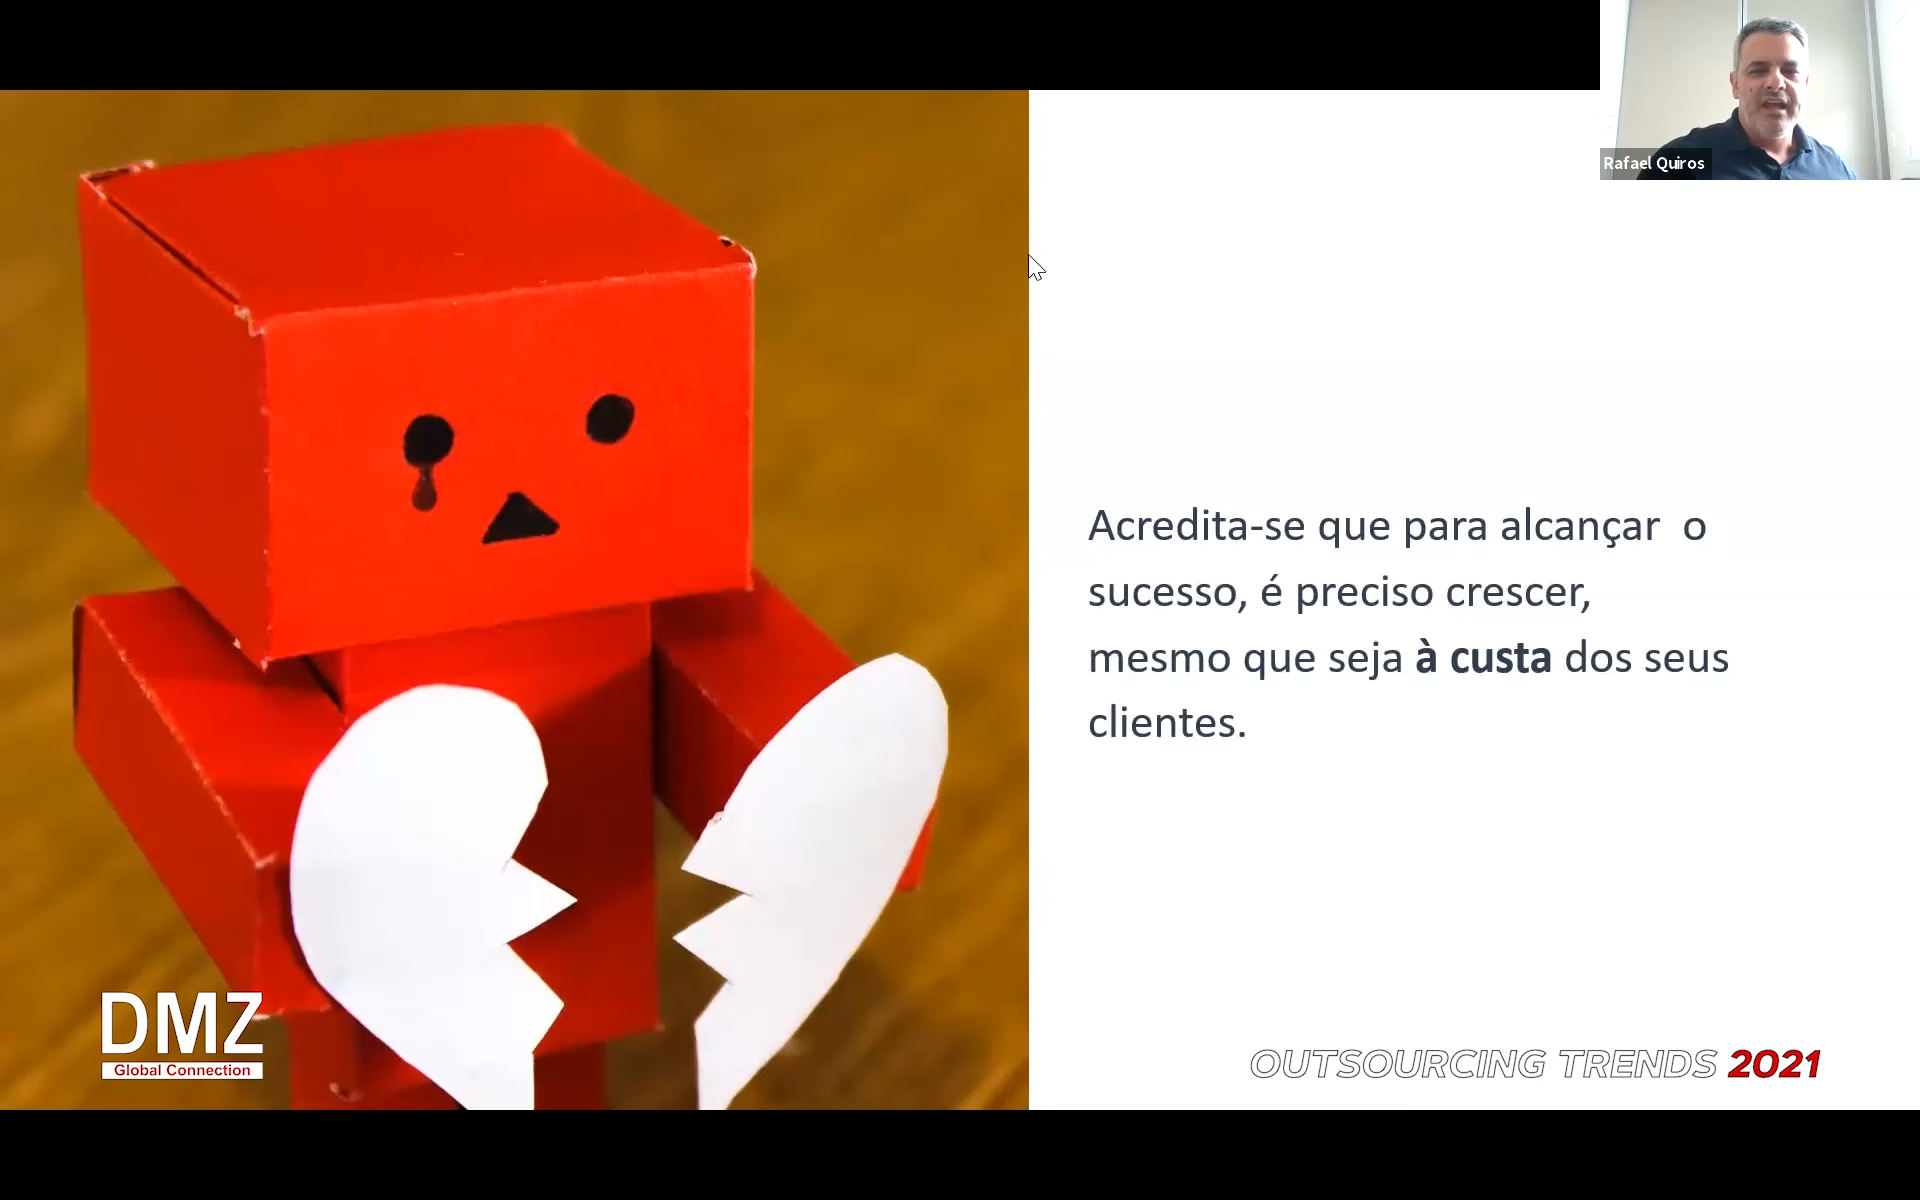 Rafael Quiros
Acredita-se que para alcançar o
sucesso, é preciso crescer,
mesmo que seja à custa dos seus
clientes.
DMZ
Global Connection
OUTSOURCING TRENDS 2021